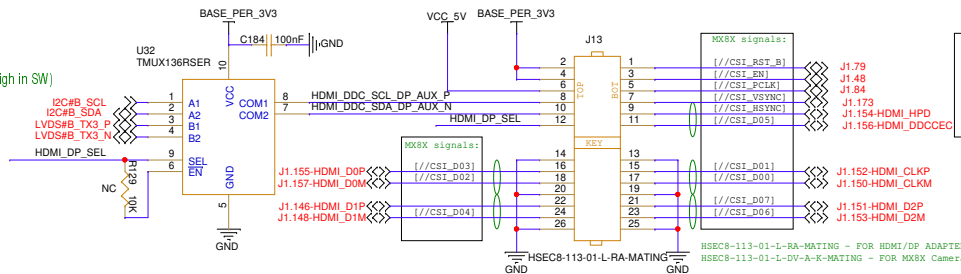 BASE_PER_3V3
VCC_5V
BASE_PER_3V3
U32
TMUX136RSER
C184
100nF
GND
J13
MX8X signals:
igh in SW)
10
VCC
I2C#B_SCL
1
A1
I2C#B_SDA
2
A2
LVDS#B_TX3_P
3
B1
LVDS#B_TX3_N
4
B2
COM1
8
HDMI_DDC_SCL_DP_AUX_P
COM2
7
HDMI_DDC_SDA_DP_AUX_N
HDMI_DP_SEL
HDMI_DP_SEL
9
SEL
6
EN
GND
5
GND
R129
NC
10K
2
1
[//CSI_RST_B]
J1.79
4
3
[//CSI_EN]
J1.48
6
5
[//CSI_PCLK]
J1.84
8
7
[//CSI_VSYNC]
J1.173
10
9
[//CSI_HSYNC]
J1.154-HDMI_HPD
12
11
[//CSI_D05]
J1.156-HDMI_DDCCEC
TOP
BOT
KEY
MX8X signals:
14
13
J1.155-HDMI_D0P
[//CSI_D03]
16
15
[//CSI_D01]
J1.152-HDMI_CLKP
J1.157-HDMI_D0M
[//CSI_D02]
18
17
[//CSI_D00]
J1.150-HDMI_CLKM
20
19
J1.146-HDMI_D1P
22
21
[//CSI_D07]
J1.151-HDMI_D2P
J1.148-HDMI_D1M
[//CSI_D04]
24
23
[//CSI_D06]
J1.153-HDMI_D2M
26
25
GND
HSEC8-113-01-L-RA-MATING
GND
HSEC8-113-01-L-RA-MATING - FOR HDMI/DP ADAPTE
HSEC8-113-01-L-DV-A-K-MATING - FOR MX8X Camera